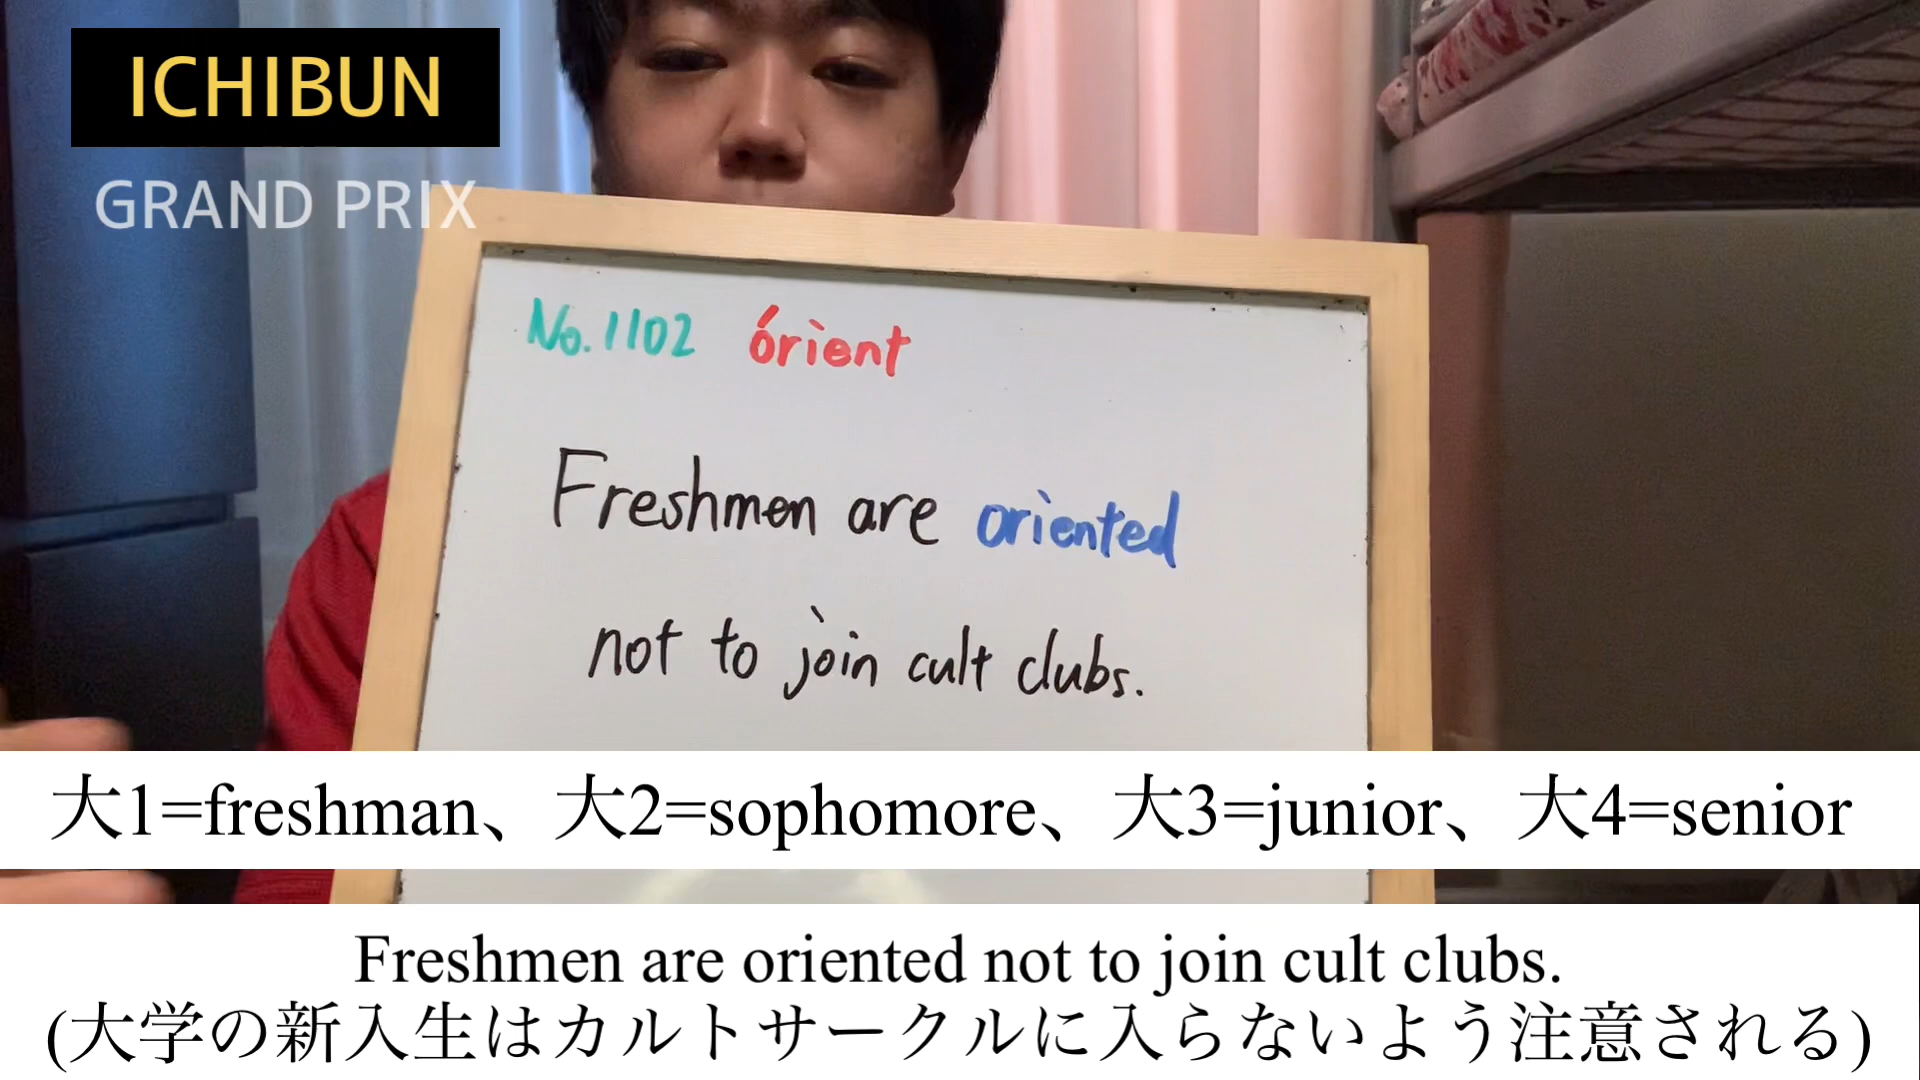 ICHIBUN
GRAND PRIX
No.1102 órient
Freshmen are oriented
not to join cult clubs.
大1=freshman、大2=sophomore、大3=junior、大4=senior
Freshmen are oriented not to join cult clubs.
(大学の新入生はカルトサークルに入らないよう注意される)